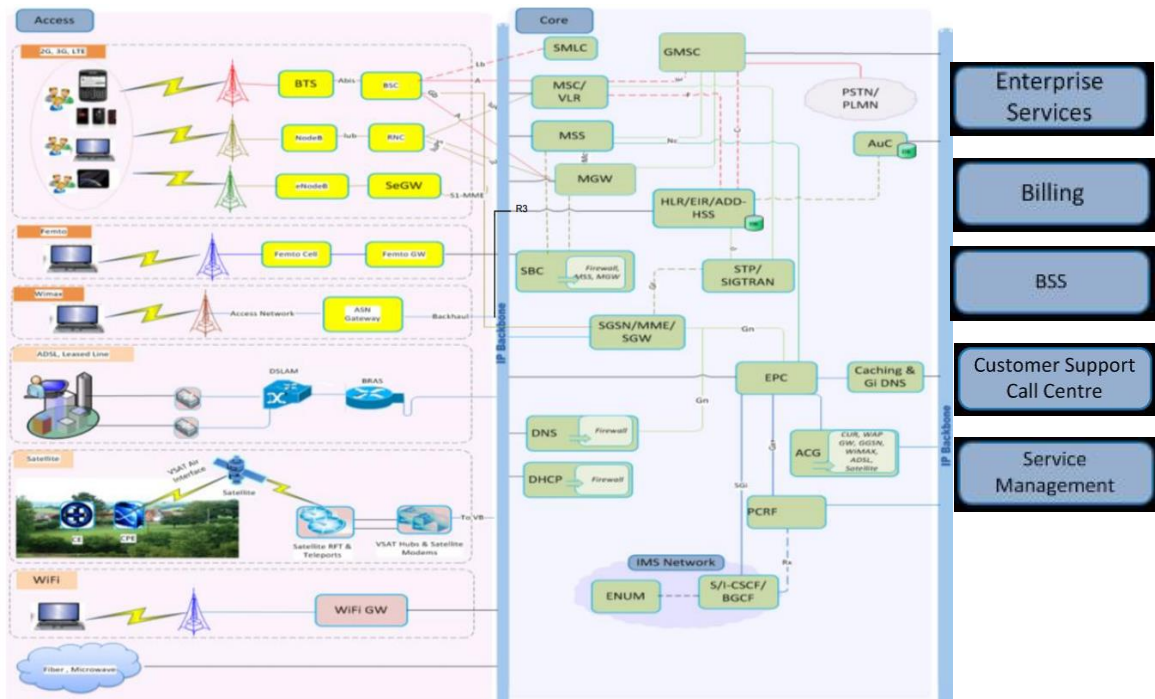 Access
2G, 3G, LTE
BTS
Abis
BSC
NodeB
Iub
RNC
eNodeB
SeGW
S1-MME
Lb
A
Gb
A
R3
Femto
Femto Cell
Femto GW
Wimax
Access Network
ASN
Gateway
Backhaul
ADSL, Leased Line
DSLAM
BRAS
Satellite
VSAT Air
Interface
Satellite
CE
CPE
Satellite RFT &
Teleports
VSAT Hubs & Satellite
Modems
To VB
WiFi
WiFi GW
Fiber , Microwave
IP Backbone
Core
SMLC
GMSC
MSC/
VLR
PSTN/
PLMN
MSS
Nc
Mc
AuC
MGW
HLR/EIR/ADD-
HSS
SBC
Firewall,
MSS, MGW
STP/
SIGTRAN
Gr
SGSN/MME/
SGW
Gn
EPC
Caching &
Gi DNS
Gn
DNS
Firewall
ACG
CUR, WAP
GW, GGSN,
WIMAX,
ADSL,
Satellite
DHCP
Firewall
SGi
PCRF
Rx
IMS Network
ENUM
S/I-CSCF/
BGCF
IP Backbone
Enterprise
Services
Billing
BSS
Customer Support
Call Centre
Service
Management